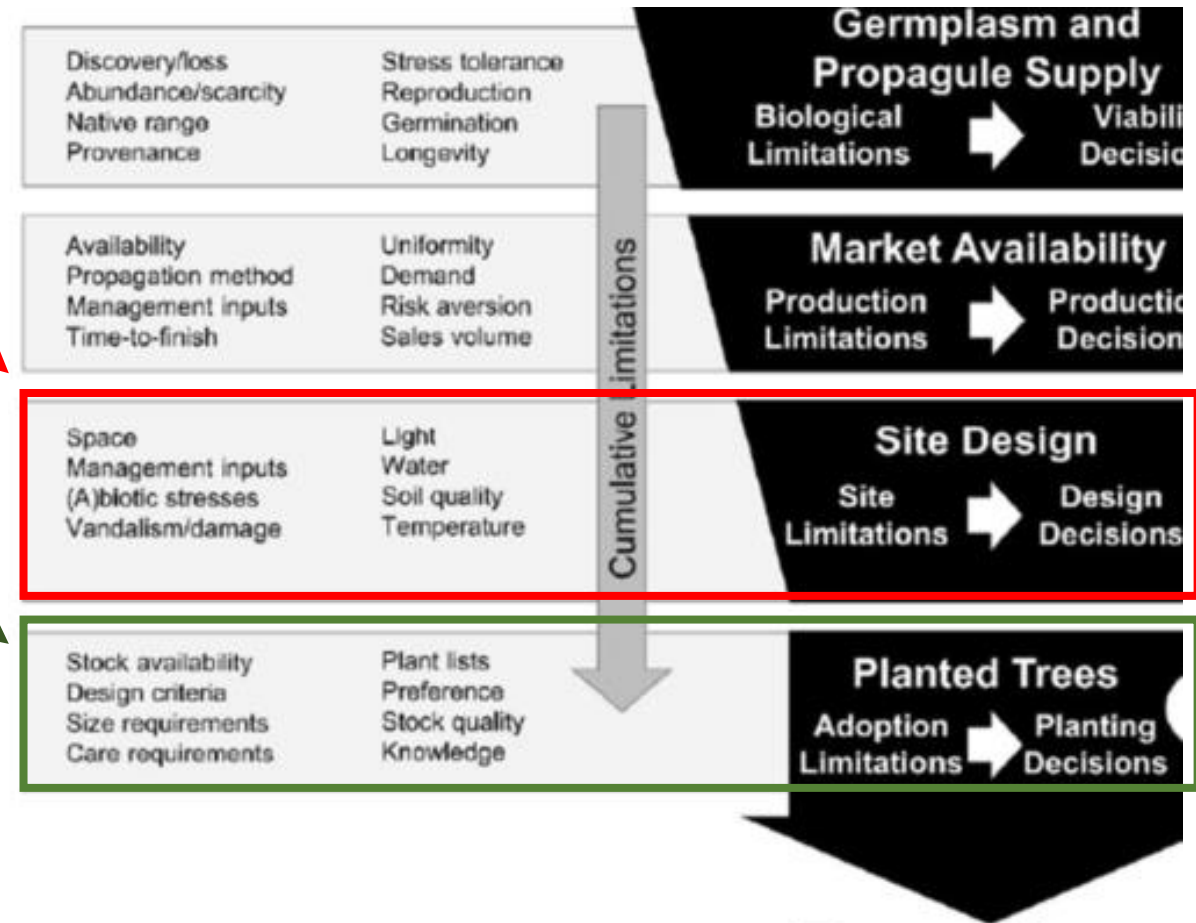 Germplasm and
Propagule Supply
Discovery/loss
Abundance/scarcity
Native range
Provenance
Stress tolerance
Reproduction
Germination
Longevity
Biological
Limitations
Viabili
Decisio
Market Availability
Availability
Propagation method
Management inputs
Time-to-finish
Uniformity
Demand
Risk aversion
Sales volume
Production
Limitations
Productio
Decision
Cumulative Limitations
Site Design
Space
Management inputs
(A)biotic stresses
Vandalism/damage
Light
Water
Soil quality
Temperature
Site
Limitations
Design
Decisions
Planted Trees
Stock availability
Design criteria
Size requirements
Care requirements
Plant lists
Preference
Stock quality
Knowledge
Adoption
Limitations
Planting
Decisions